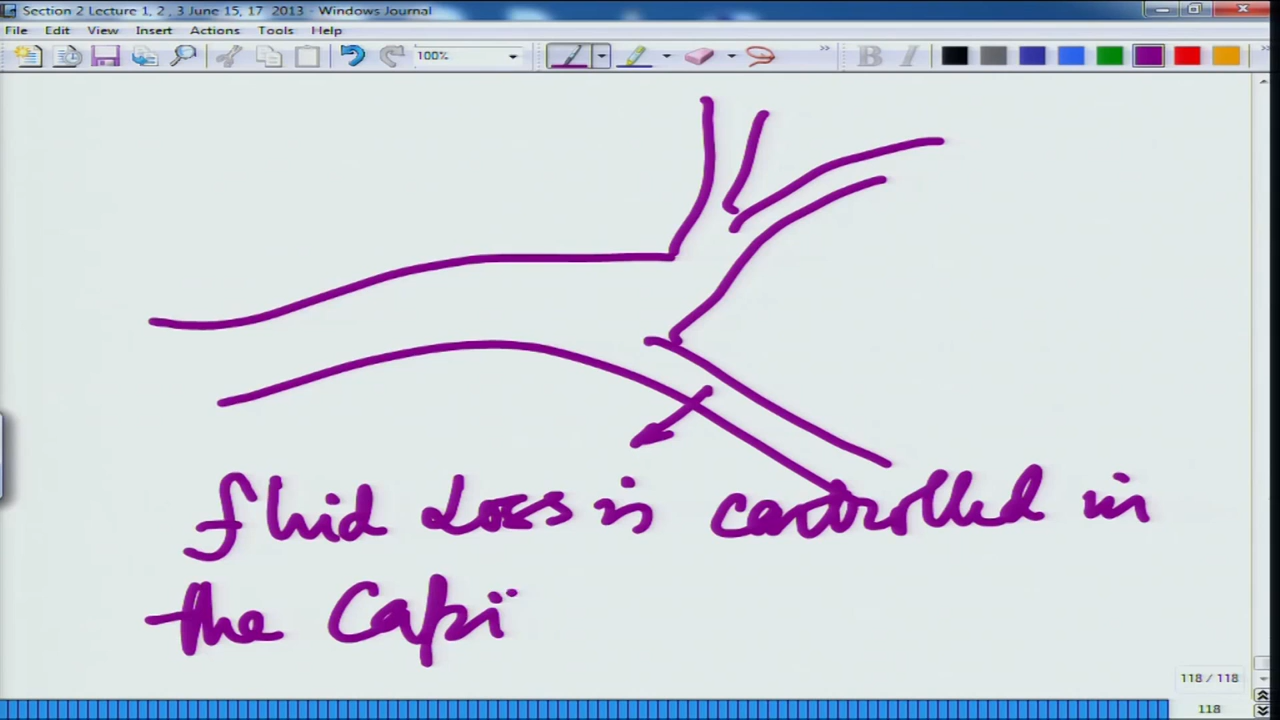 Section 2 Lecture 1, 2 , 3 June 15, 17 2013 - Windows Journal
File Edit View Insert Actions Tools Help
100% B I
fluid Loss is controlled in
the Capi
118 / 118
118